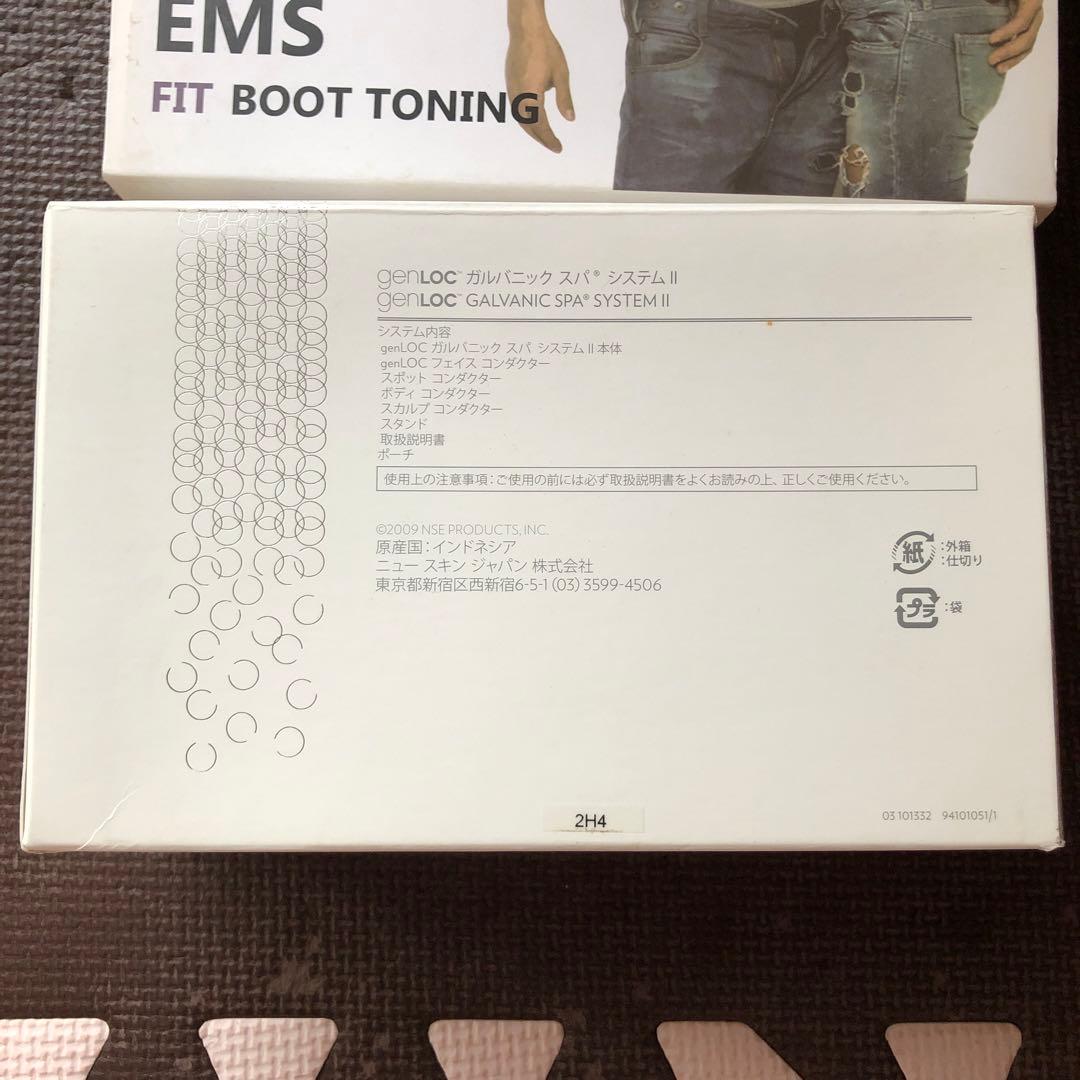 EMS
FIT BOOT TONING
genLOC™ ガルバニック スパ® システム II
genLOC™ GALVANIC SPA® SYSTEM II
システム内容
genLOC ガルバニック スパ システム II 本体
genLOC フェイス コンダクター
スポット コンダクター
ボディ コンダクター
スカルプ コンダクター
スタンド
取扱説明書
ポーチ
使用上の注意事項：ご使用の前には必ず取扱説明書をよくお読みの上、正しくご使用ください。
©2009 NSE PRODUCTS, INC.
原産国：インドネシア
ニュー スキン ジャパン 株式会社
東京都新宿区西新宿6-5-1 (03) 3599-4506
紙：外箱
：仕切り
プラ：袋
2H4
03 101332 94101051/1